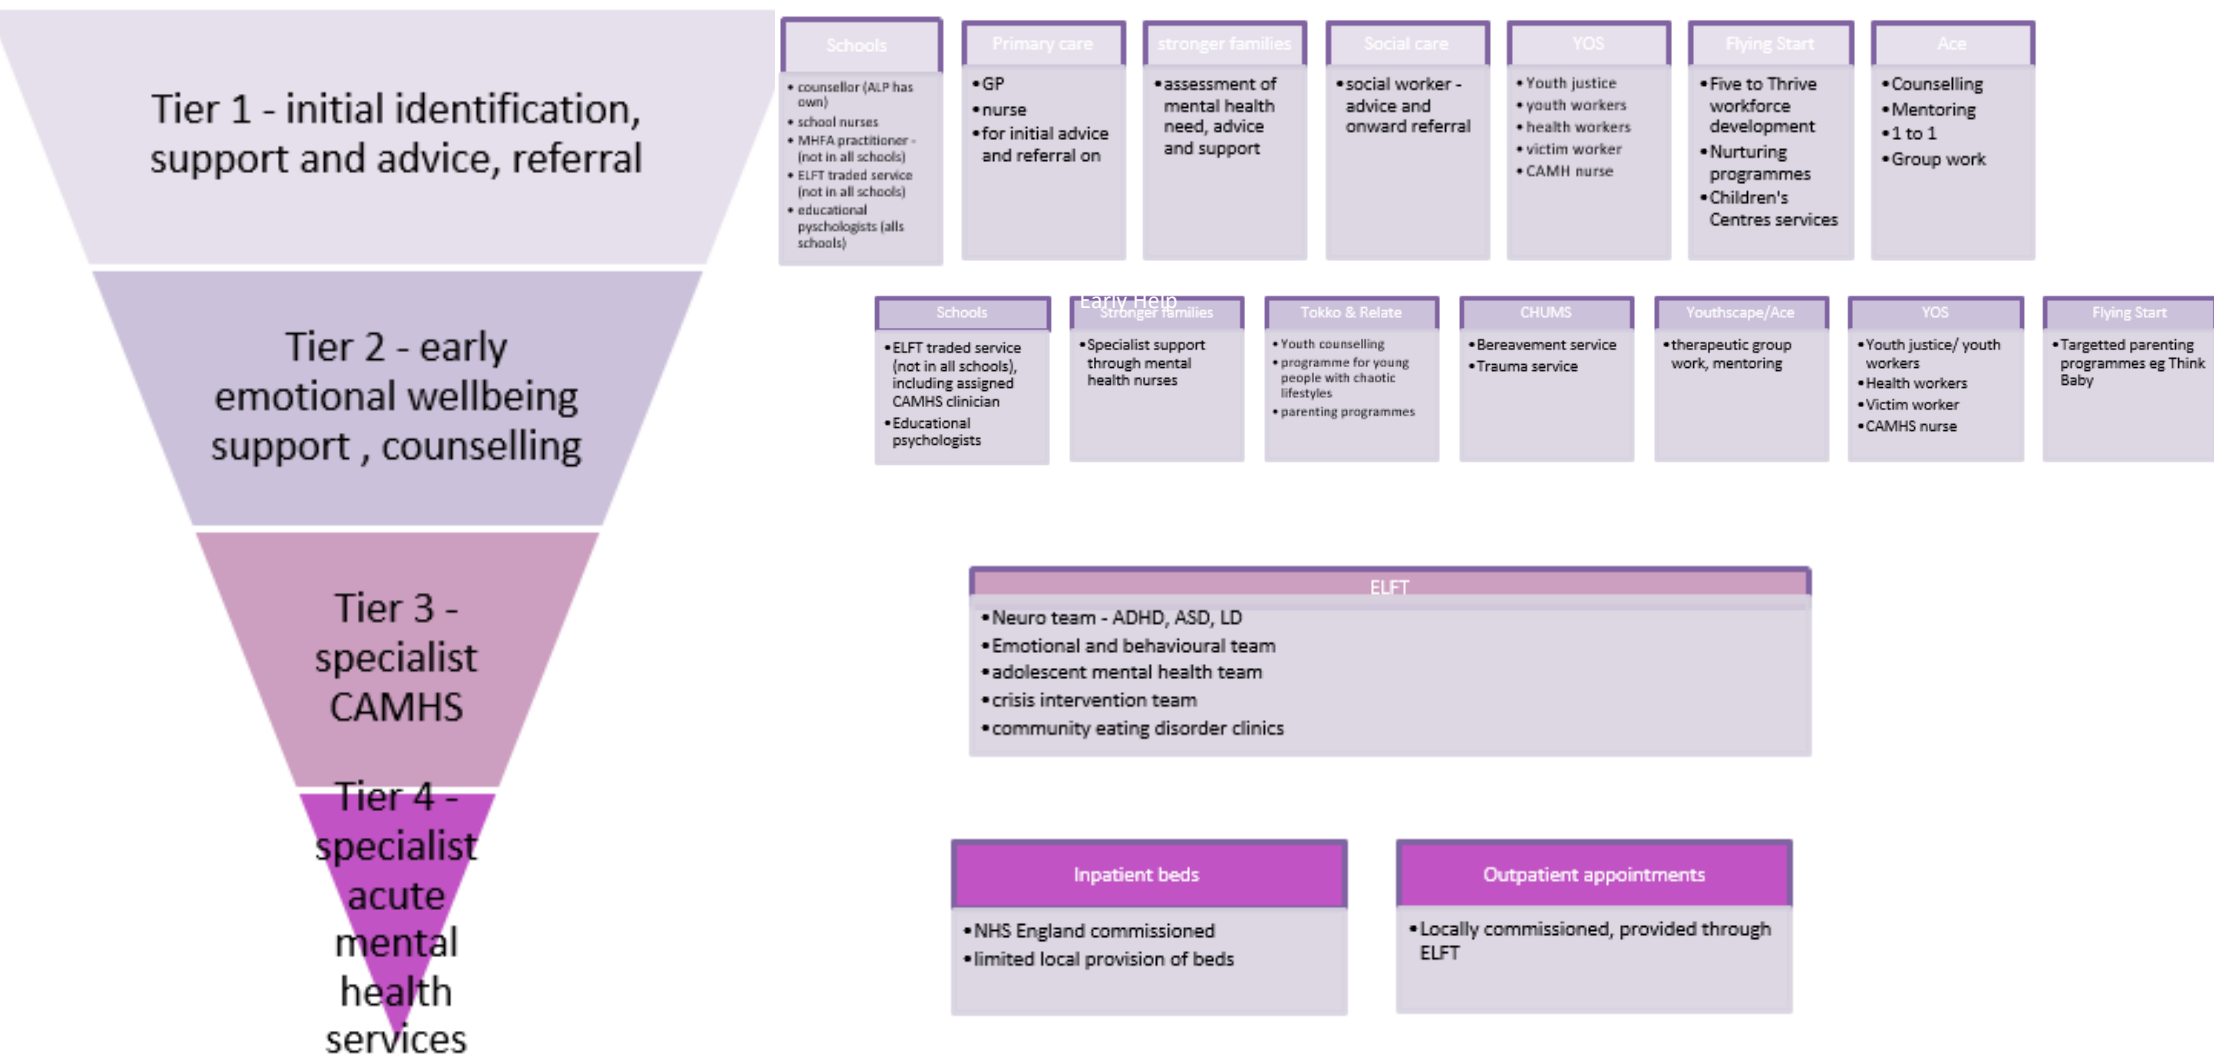 Tier 1 - initial identification,
support and advice, referral
Schools
• counsellor (ALP has
own)
• school nurses
• MHFA practitioner -
(not in all schools)
• ELFT traded service
(not in all schools)
• educational
pyschologists (alls
schools)
Primary care
• GP
• nurse
• for initial advice
and referral on
stronger families
• assessment of
mental health
need, advice
and support
Social care
• social worker -
advice and
onward referral
YOS
• Youth justice
• youth workers
• health workers
• victim worker
• CAMH nurse
Flying Start
• Five to Thrive
workforce
development
• Nurturing
programmes
• Children's
Centres services
Ace
• Counselling
• Mentoring
• 1 to 1
• Group work
Tier 2 - early
emotional wellbeing
support , counselling
Schools
• ELFT traded service
(not in all schools),
including assigned
CAMHS clinician
• Educational
psychologists
Early Help
Stronger families
• Specialist support
through mental
health nurses
Tokko & Relate
• Youth counselling
• programme for young
people with chaotic
lifestyles
• parenting programmes
CHUMS
• Bereavement service
• Trauma service
Youthscape/Ace
• therapeutic group
work, mentoring
YOS
• Youth justice/ youth
workers
• Health workers
• Victim worker
• CAMHS nurse
Flying Start
• Targetted parenting
programmes eg Think
Baby
Tier 3 -
specialist
CAMHS
ELFT
• Neuro team - ADHD, ASD, LD
• Emotional and behavioural team
• adolescent mental health team
• crisis intervention team
• community eating disorder clinics
Tier 4 -
specialist
acute
mental
health
services
Inpatient beds
• NHS England commissioned
• limited local provision of beds
Outpatient appointments
• Locally commissioned, provided through
ELFT